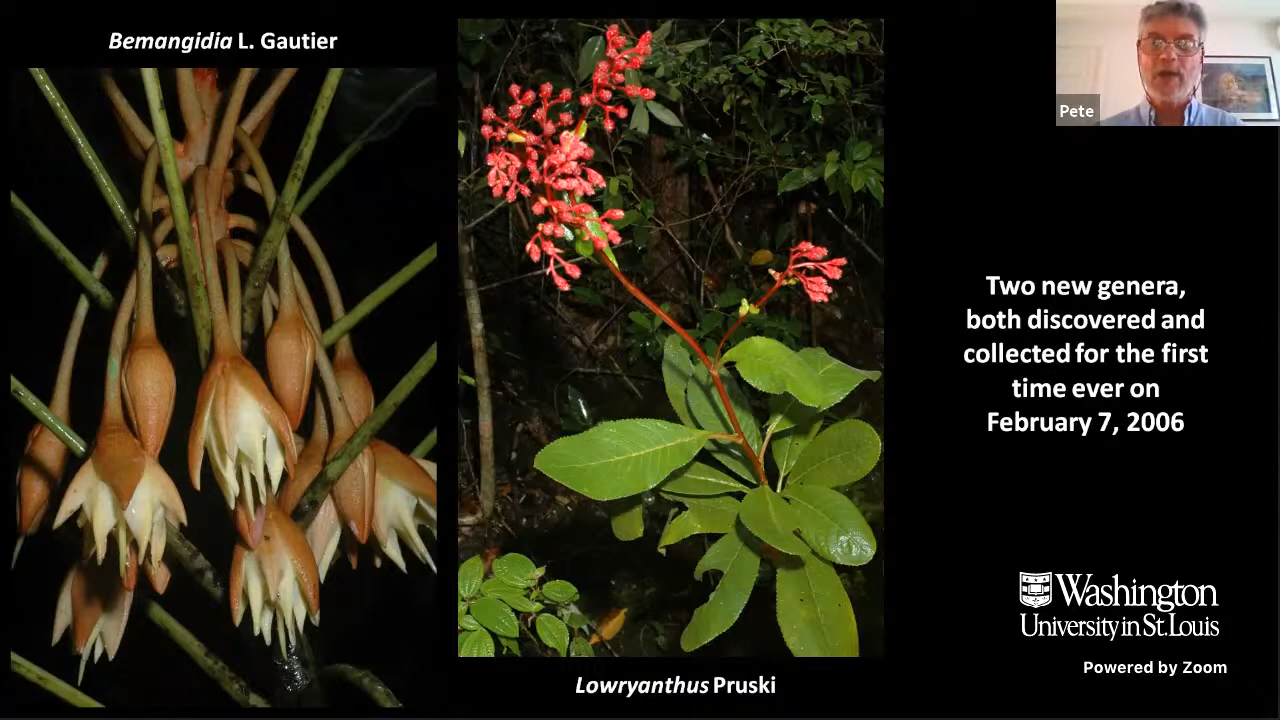 Bemangidia L. Gautier
Pete
Two new genera,
both discovered and
collected for the first
time ever on
February 7, 2006
Washington
University in St. Louis
Powered by Zoom
Lowryanthus Pruski